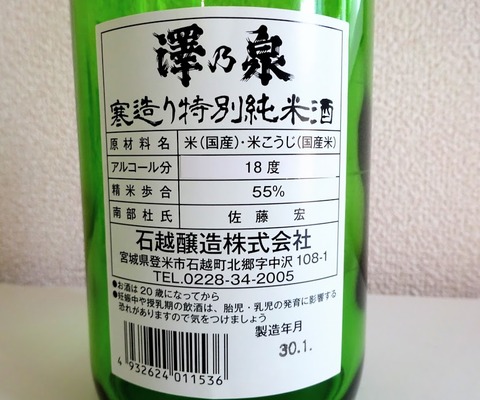 澤乃泉
寒造り特別純米酒
原材料名 米(国産)・米こうじ(国産米)
アルコール分 18度
精米歩合 55%
南部杜氏 佐藤 宏
石越醸造株式会社
宮城県登米市石越町北郷字中沢108-1
TEL.0228-34-2005
●お酒は20歳になってから
●妊娠中や授乳期の飲酒は、胎児・乳児の発育に影響する
恐れがありますので気をつけましょう
製造年月
30.1.
4 932624 011536